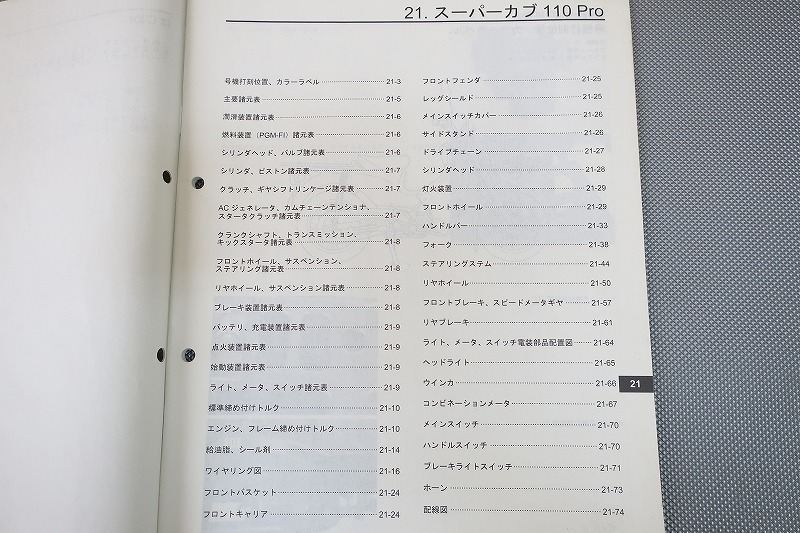 21. スーパーカブ 110 Pro
号機打刻位置、カラーラベル 21-3
主要諸元表 21-5
潤滑装置諸元表 21-6
燃料装置（PGM-FI）諸元表 21-6
シリンダヘッド、バルブ諸元表 21-6
シリンダ、ピストン諸元表 21-7
クラッチ、ギヤシフトリンケージ諸元表 21-7
AC ジェネレータ、カムチェーンテンショナ、
スタータクラッチ諸元表 21-7
クランクシャフト、トランスミッション、
キックスタータ諸元表 21-8
フロントホイール、サスペンション、
ステアリング諸元表 21-8
リヤホイール、サスペンション諸元表 21-8
ブレーキ装置諸元表 21-8
バッテリ、充電装置諸元表 21-9
点火装置諸元表 21-9
始動装置諸元表 21-9
ライト、メータ、スイッチ諸元表 21-9
標準締め付けトルク 21-10
エンジン、フレーム締め付けトルク 21-10
給油脂、シール剤 21-14
ワイヤリング図 21-16
フロントバスケット 21-24
フロントキャリア 21-24
フロントフェンダ 21-25
レッグシールド 21-25
メインスイッチカバー 21-26
サイドスタンド 21-26
ドライブチェーン 21-27
シリンダヘッド 21-28
灯火装置 21-29
フロントホイール 21-29
ハンドルバー 21-33
フォーク 21-38
ステアリングステム 21-44
リヤホイール 21-50
フロントブレーキ、スピードメータギヤ 21-57
リヤブレーキ 21-61
ライト、メータ、スイッチ電装部品配置図 21-64
ヘッドライト 21-65
ウインカ 21-66
コンビネーションメータ 21-67
メインスイッチ 21-70
ハンドルスイッチ 21-70
ブレーキライトスイッチ 21-71
ホーン 21-73
配線図 21-74
21